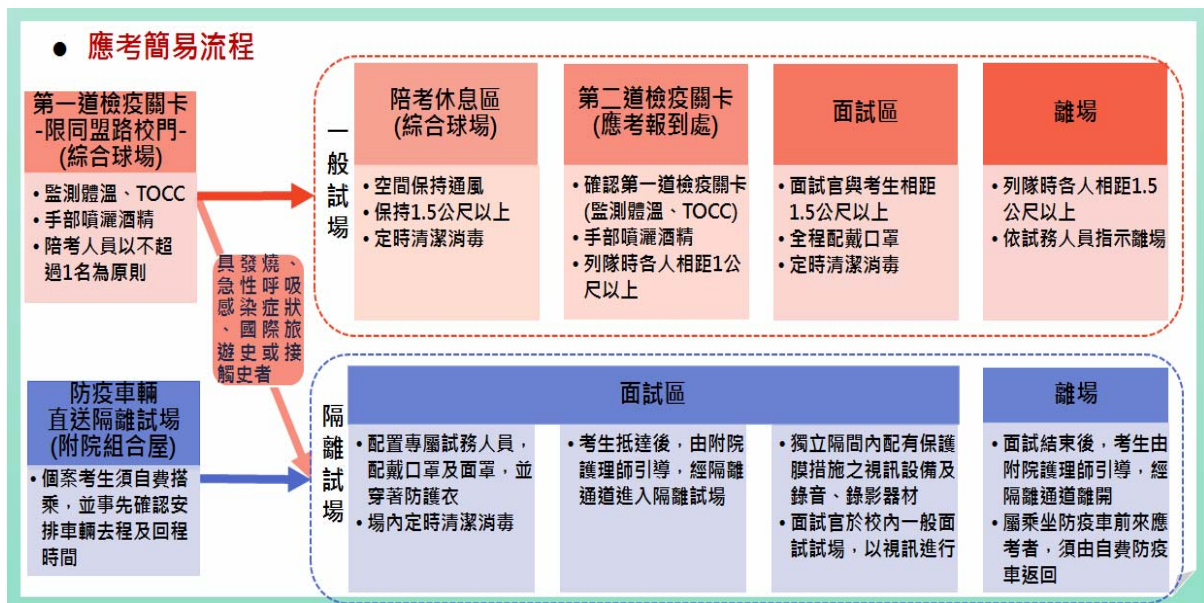 ● 應考簡易流程
第一道檢疫關卡
-限同盟路校門-
(綜合球場)
• 監測體溫、TOCC
• 手部噴灑酒精
• 陪考人員以不超
過1名為原則
具發燒、
急性呼吸
感染症狀
、國際旅
遊史或接
觸史者
一般試場
陪考休息區
(綜合球場)
• 空間保持通風
• 保持1.5公尺以上
• 定時清潔消毒
第二道檢疫關卡
(應考報到處)
• 確認第一道檢疫關卡
(監測體溫、TOCC)
• 手部噴灑酒精
• 列隊時各人相距1公
尺以上
面試區
• 面試官與考生相距
1.5公尺以上
• 全程配戴口罩
• 定時清潔消毒
離場
• 列隊時各人相距1.5
公尺以上
• 依試務人員指示離場
防疫車輛
直送隔離試場
(附院組合屋)
• 個案考生須自費搭
乘，並事先確認安
排車輛去程及回程
時間
隔離試場
面試區
• 配置專屬試務人員，
配戴口罩及面罩，並
穿著防護衣
• 場內定時清潔消毒
• 考生抵達後，由附院
護理師引導，經隔離
通道進入隔離試場
• 獨立隔間內配有保護
膜措施之視訊設備及
錄音、錄影器材
• 面試官於校內一般面
試試場，以視訊進行
離場
• 面試結束後，考生由
附院護理師引導，經
隔離通道離開
• 屬乘坐防疫車前來應
考者，須由自費防疫
車返回